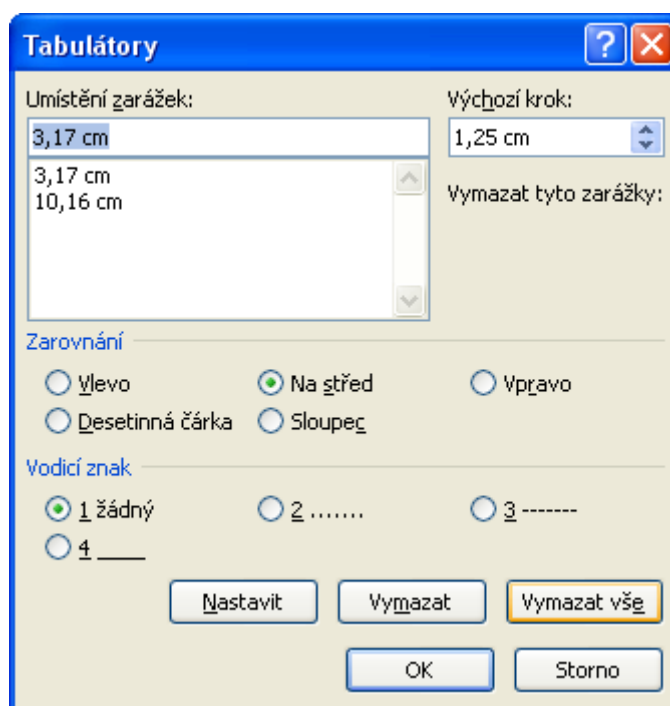 Tabulátory
Umístění zarážek:
Výchozí krok:
3,17 cm
1,25 cm
3,17 cm
10,16 cm
Vymazat tyto zarážky:
Zarovnání
Vlevo
Na střed
Vpravo
Desetinná čárka
Sloupec
Vodicí znak
1 žádný
2 .......
3 -------
4 ____
Nastavit
Vymazat
Vymazat vše
OK
Storno